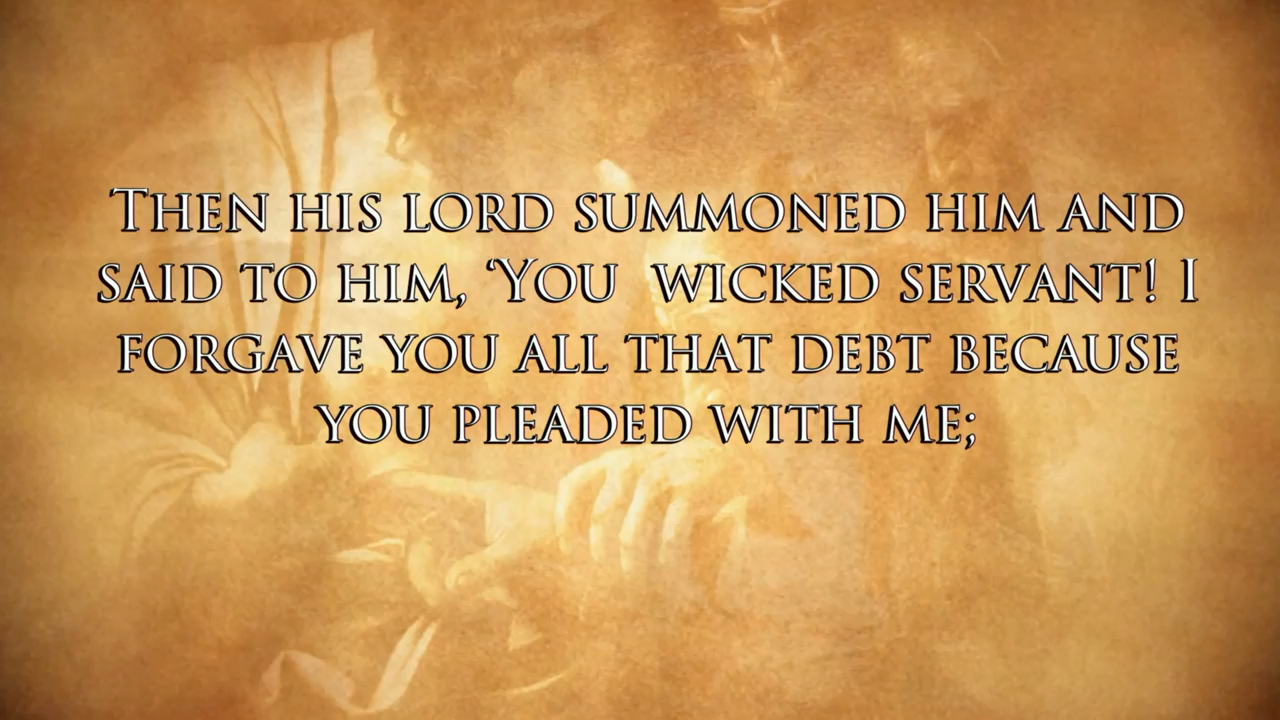 Then his lord summoned him and
said to him, ‘You wicked servant! I
forgave you all that debt because
you pleaded with me;